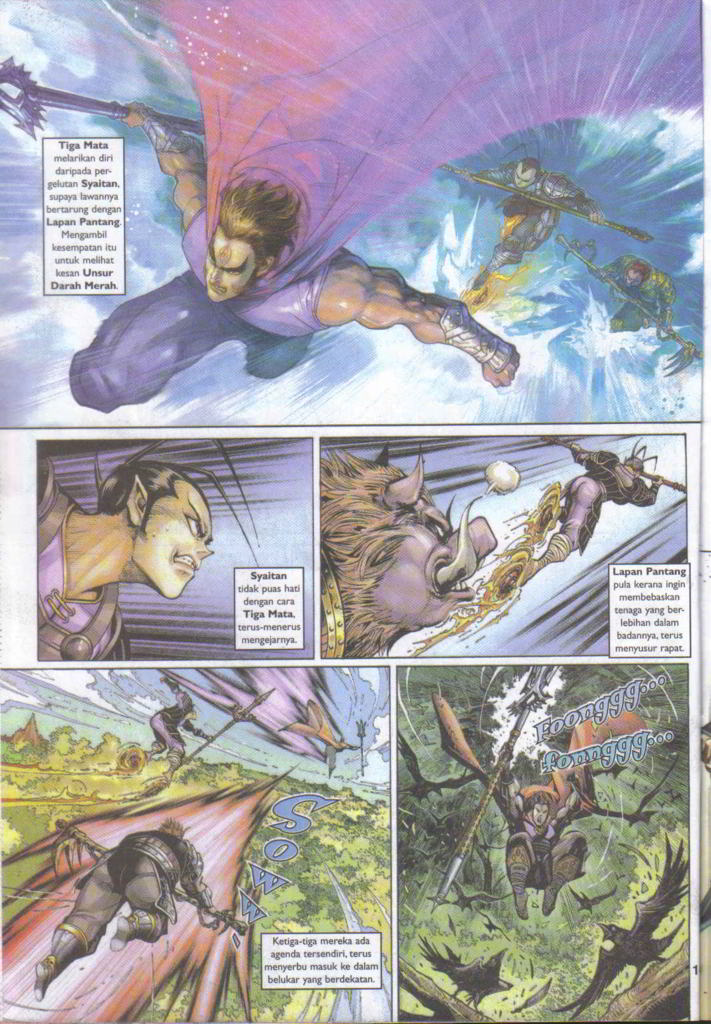 Tiga Mata
melarikan diri
daripada per-
gelutan Syaitan,
supaya lawannya
bertarung dengan
Lapan Pantang.
Mengambil
kesempatan itu
untuk melihat
kesan Unsur
Darah Merah.
Syaitan
tidak puas hati
dengan cara
Tiga Mata,
terus-menerus
mengejarnya.
Lapan Pantang
pula kerana ingin
membebaskan
tenaga yang ber-
lebihan dalam
badannya, terus
menyusur rapat.
Ketiga-tiga mereka ada
agenda tersendiri, terus
menyerbu masuk ke dalam
belukar yang berdekatan.
Foonggg...
fonnggg...
1